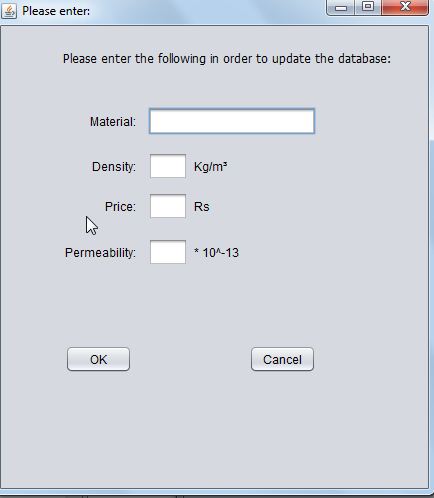 Please enter:
Please enter the following in order to update the database:
Material:
Density: Kg/m³
Price: Rs
Permeability: * 10^-13
OK Cancel